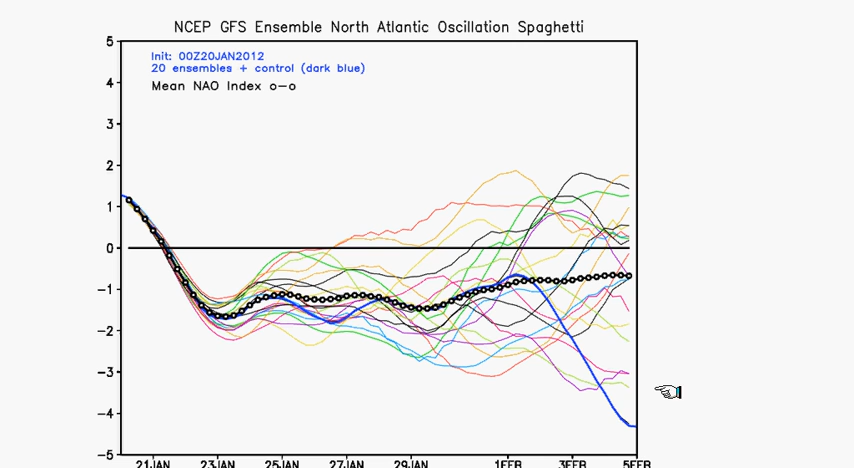 NCEP GFS Ensemble North Atlantic Oscillation Spaghetti
5
Init: 00Z20JAN2012
20 ensembles + control (dark blue)
4
Mean NAO Index o-o
3
2
1
0
-1
-2
-3
-4
-5
21JAN 23JAN 25JAN 27JAN 29JAN 1FEB 3FEB 5FEB